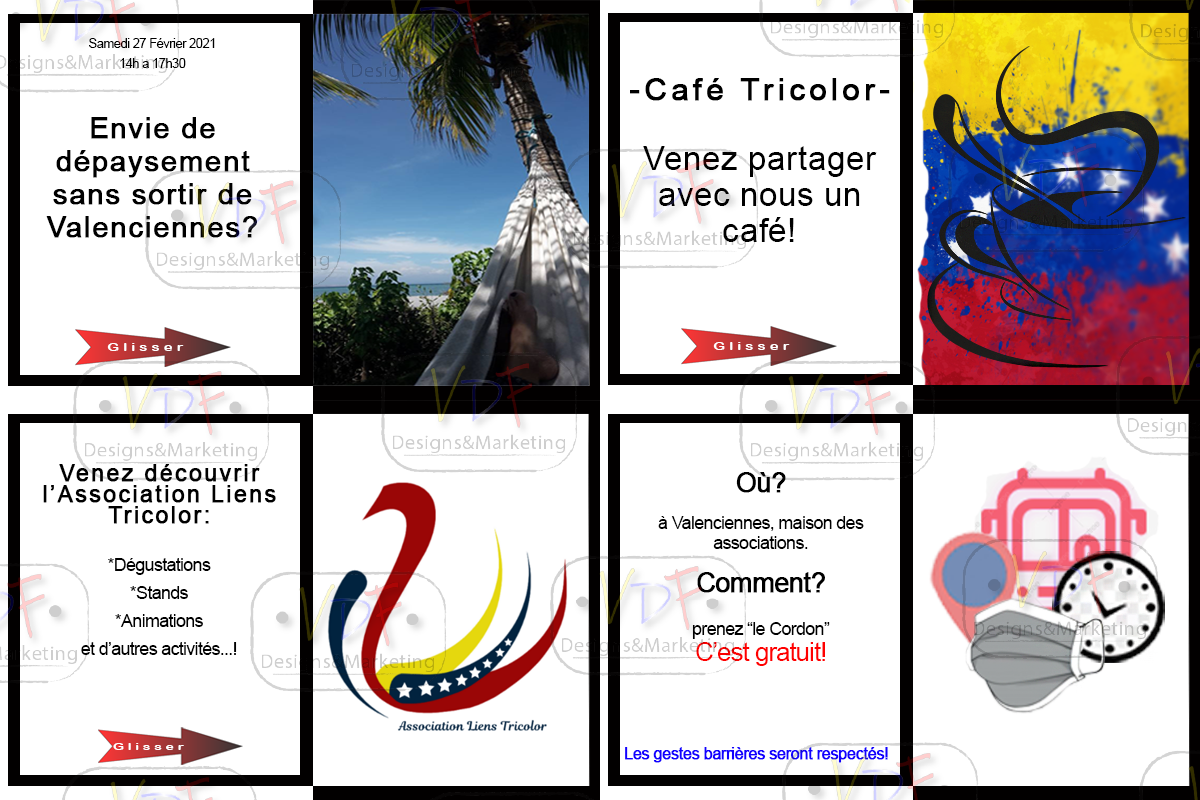 Samedi 27 Février 2021
14h à 17h30
Envie de
dépaysement
sans sortir de
Valenciennes?
Glisser
-Café Tricolor-
Venez partager
avec nous un
café!
Glisser
Venez découvrir
l’Association Liens
Tricolor:
*Dégustations
*Stands
*Animations
et d’autres activités...!
Glisser
Association Liens Tricolor
Où?
à Valenciennes, maison des
associations.
Comment?
prenez “le Cordon”
C’est gratuit!
Les gestes barrières seront respectés!
VDF
Designs&Marketing